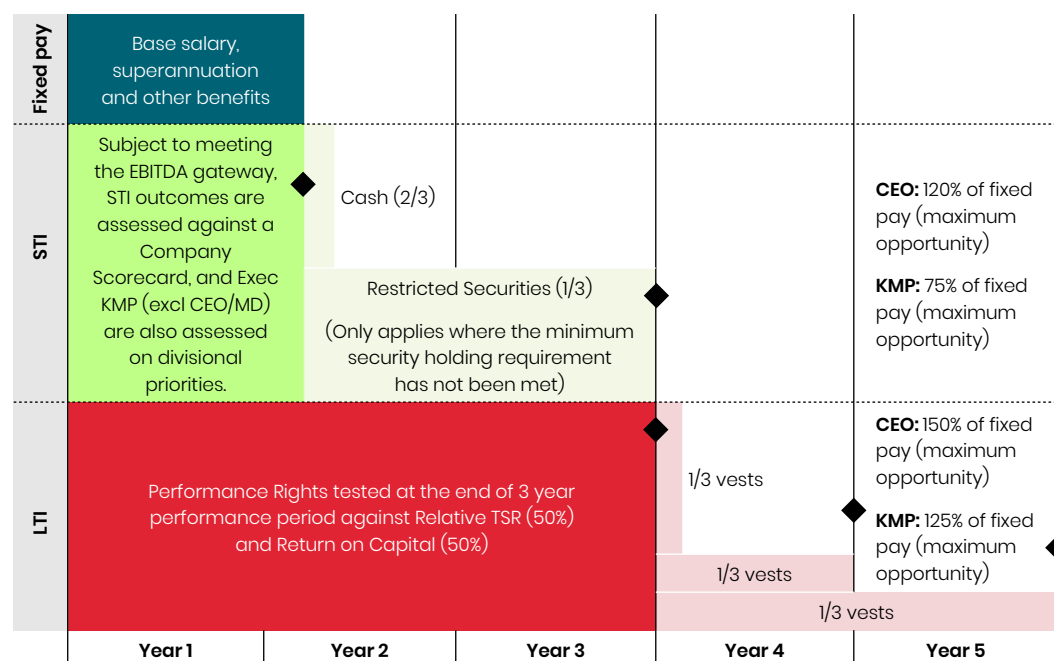 Fixed pay
Base salary,
superannuation
and other benefits
STI
Subject to meeting
the EBITDA gateway,
STI outcomes are
assessed against a
Company
Scorecard, and Exec
KMP (excl CEO/MD)
are also assessed
on divisional
priorities.
Cash (2/3)
Restricted Securities (1/3)
(Only applies where the minimum
security holding requirement
has not been met)
CEO: 120% of fixed
pay (maximum
opportunity)
KMP: 75% of fixed
pay (maximum
opportunity)
LTI
Performance Rights tested at the end of 3 year
performance period against Relative TSR (50%)
and Return on Capital (50%)
1/3 vests
1/3 vests
1/3 vests
CEO: 150% of fixed
pay (maximum
opportunity)
KMP: 125% of fixed
pay (maximum
opportunity)
Year 1
Year 2
Year 3
Year 4
Year 5